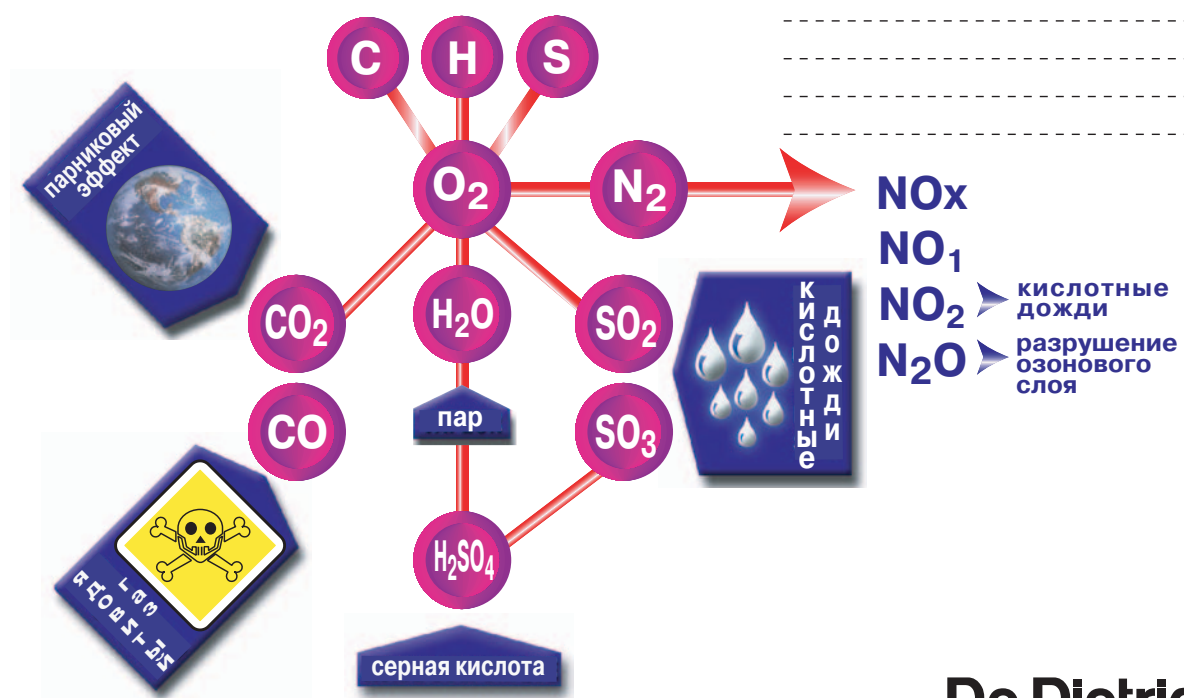 C H S
парниковый
эффект
O₂ N₂
NOx
NO₁
NO₂ кислотные
дожди
N₂O разрушение
озонового
слоя
CO₂ H₂O SO₂
кислотные
дожди
пар
CO SO₃
H₂SO₄
ядовитый
газ
серная кислота
De